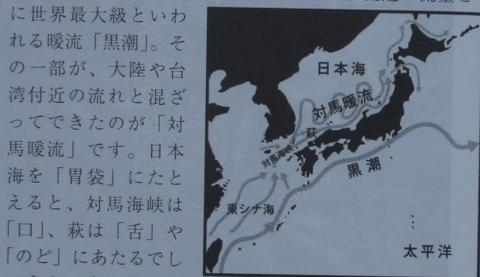 に世界最大級といわ
れる暖流「黒潮」。そ
の一部が、大陸や台
湾付近の流れと混ざ
ってできたのが「対
馬暖流」です。日本
海を「胃袋」にたと
えると、対馬海峡は
「口」、萩は「舌」や
「のど」にあたるでし
日本海
対馬暖流
萩
対馬海峡
黒潮
東シナ海
太平洋